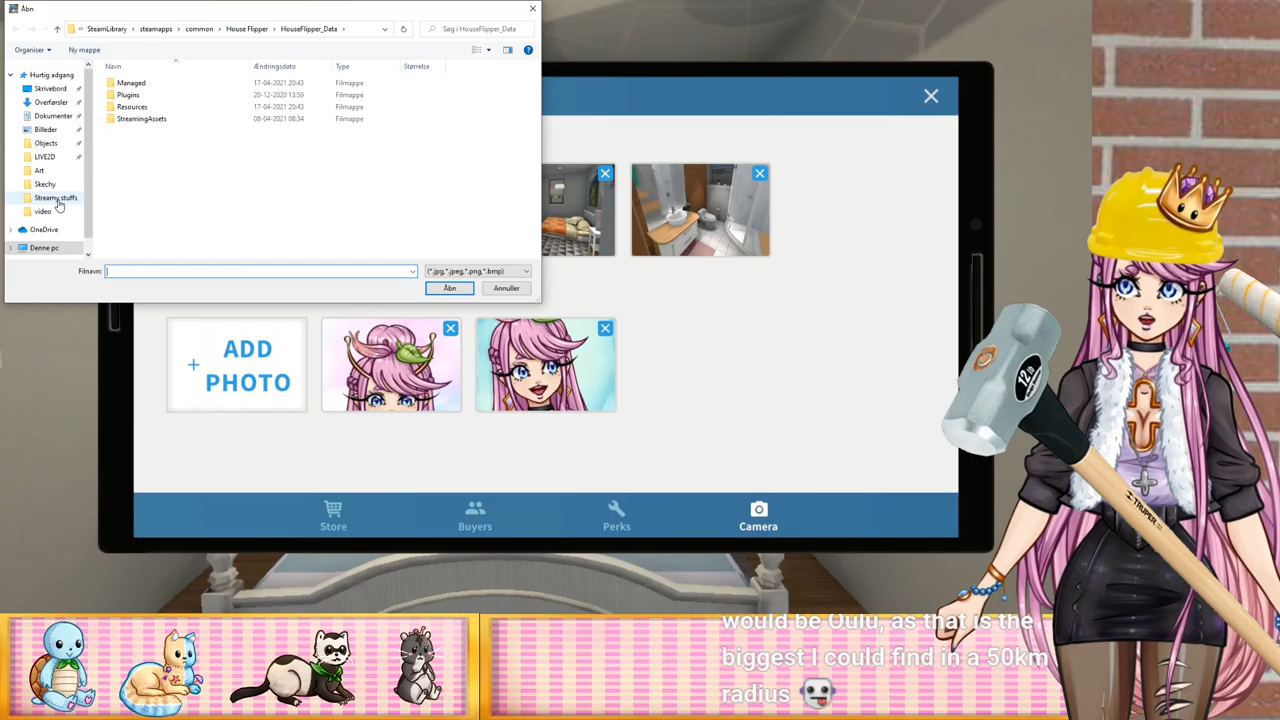 Åbn
« SteamLibrary › steamapps › common › House Flipper › HouseFlipper_Data ›
Søg i HouseFlipper_Data
Organiser
Ny mappe
Navn
Ændringsdato
Type
Størrelse
Hurtig adgang
Skrivebord
Overførsler
Dokumenter
Billeder
Objects
LIVE2D
Art
Skechy
Streamy stuffs
video
OneDrive
Denne pc
Managed 17-04-2021 20:43 Filmappe
Plugins 20-12-2020 13:59 Filmappe
Resources 17-04-2021 20:43 Filmappe
StreamingAssets 08-04-2021 08:34 Filmappe
Filnavn:
(*.jpg,*.jpeg,*.png,*.bmp)
Åbn
Annuller
+ ADD
PHOTO
Store
Buyers
Perks
Camera
12 lb
TRUPER
would be Oulu, as that is the
biggest I could find in a 50km
radius